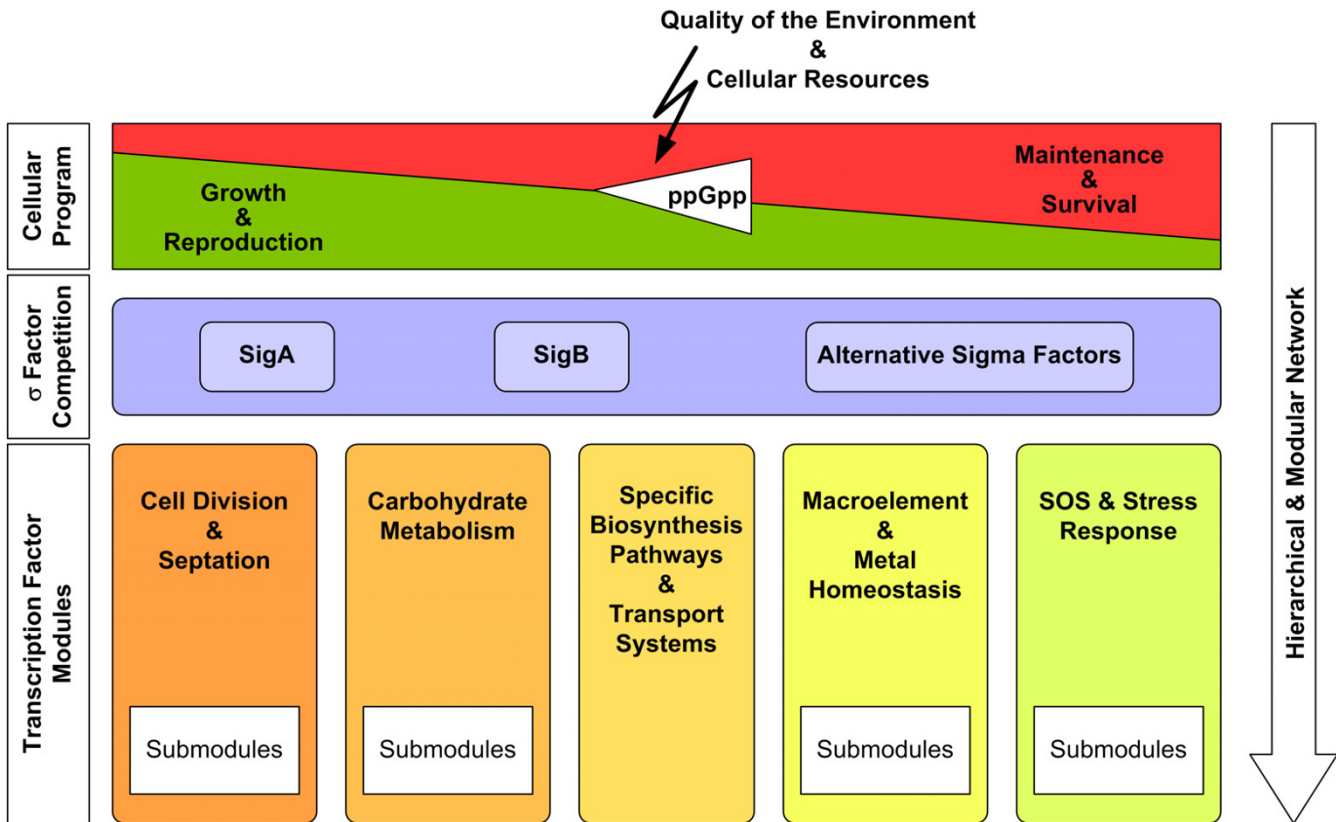 Quality of the Environment
&
Cellular Resources
Cellular
Program
Growth
&
Reproduction
ppGpp
Maintenance
&
Survival
σ Factor
Competition
SigA
SigB
Alternative Sigma Factors
Transcription Factor
Modules
Cell Division
&
Septation
Submodules
Carbohydrate
Metabolism
Submodules
Specific
Biosynthesis
Pathways
&
Transport
Systems
Macroelement
&
Metal
Homeostasis
Submodules
SOS & Stress
Response
Submodules
Hierarchical & Modular Network